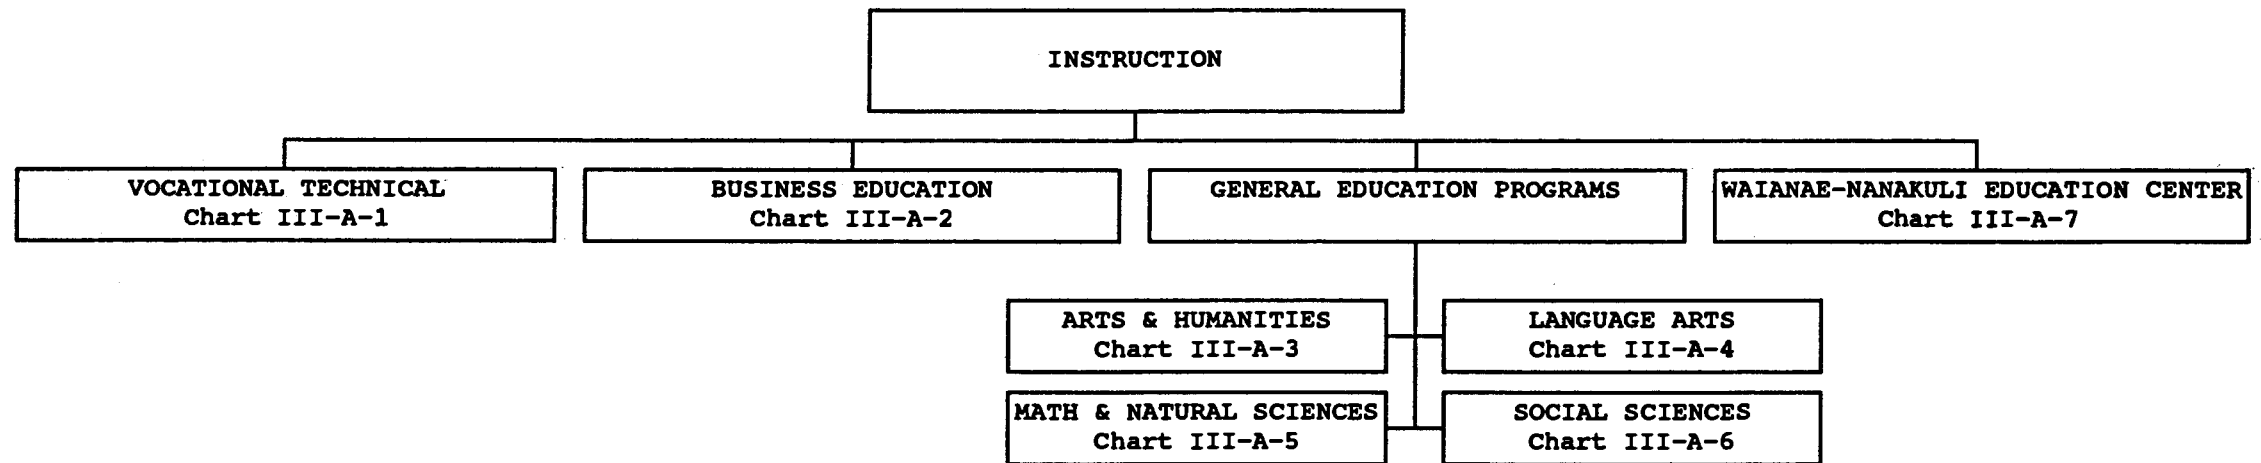 INSTRUCTION
VOCATIONAL TECHNICAL
Chart III-A-1
BUSINESS EDUCATION
Chart III-A-2
GENERAL EDUCATION PROGRAMS
WAIANAE-NANAKULI EDUCATION CENTER
Chart III-A-7
ARTS & HUMANITIES
Chart III-A-3
LANGUAGE ARTS
Chart III-A-4
MATH & NATURAL SCIENCES
Chart III-A-5
SOCIAL SCIENCES
Chart III-A-6